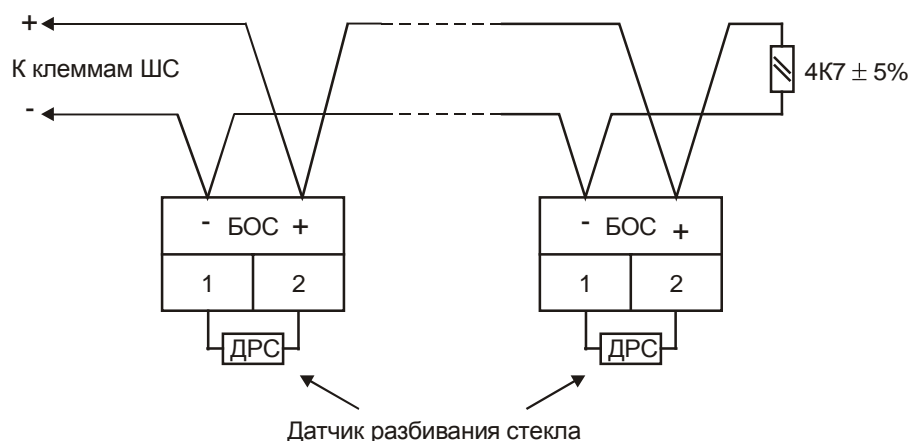 +
К клеммам ШС
-
4К7 ± 5%
- БОС +
- БОС +
1 2
1 2
ДРС
ДРС
Датчик разбивания стекла